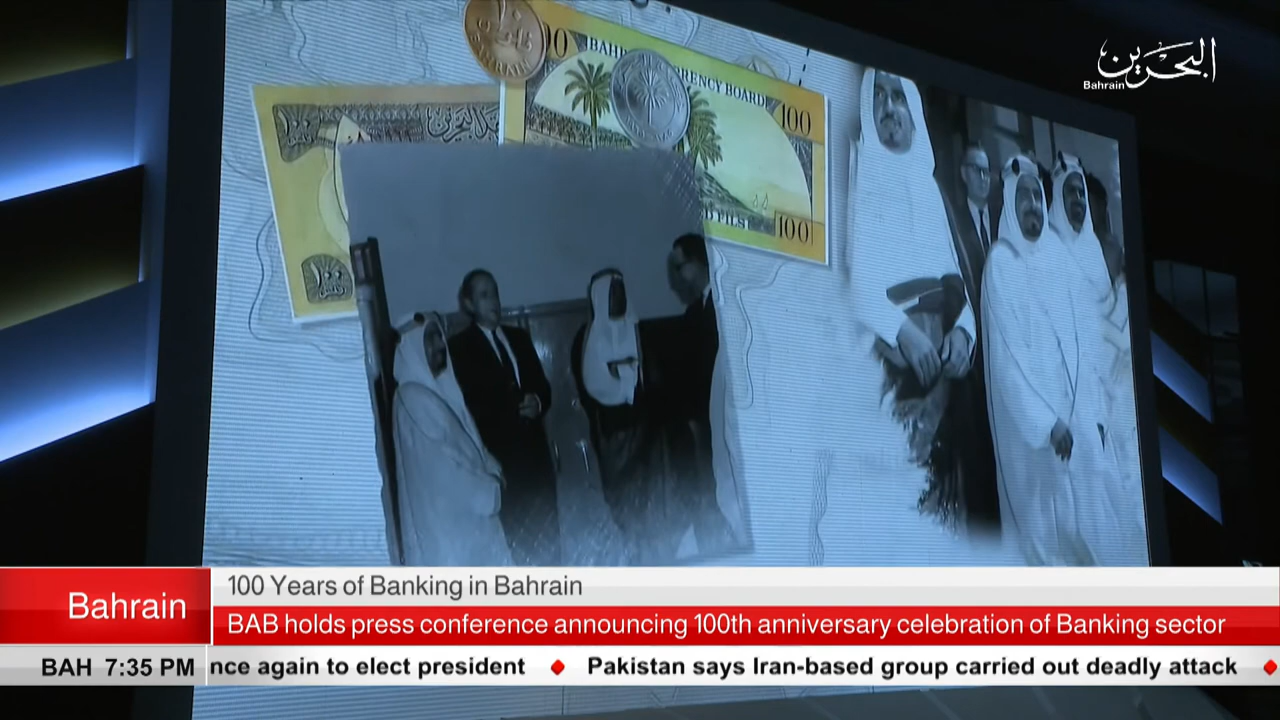 البحرين
Bahrain
100
CURRENCY BOARD
100
100
100 Years of Banking in Bahrain
Bahrain
BAB holds press conference announcing 100th anniversary celebration of Banking sector
BAH 7:35 PM
nce again to elect president
Pakistan says Iran-based group carried out deadly attack